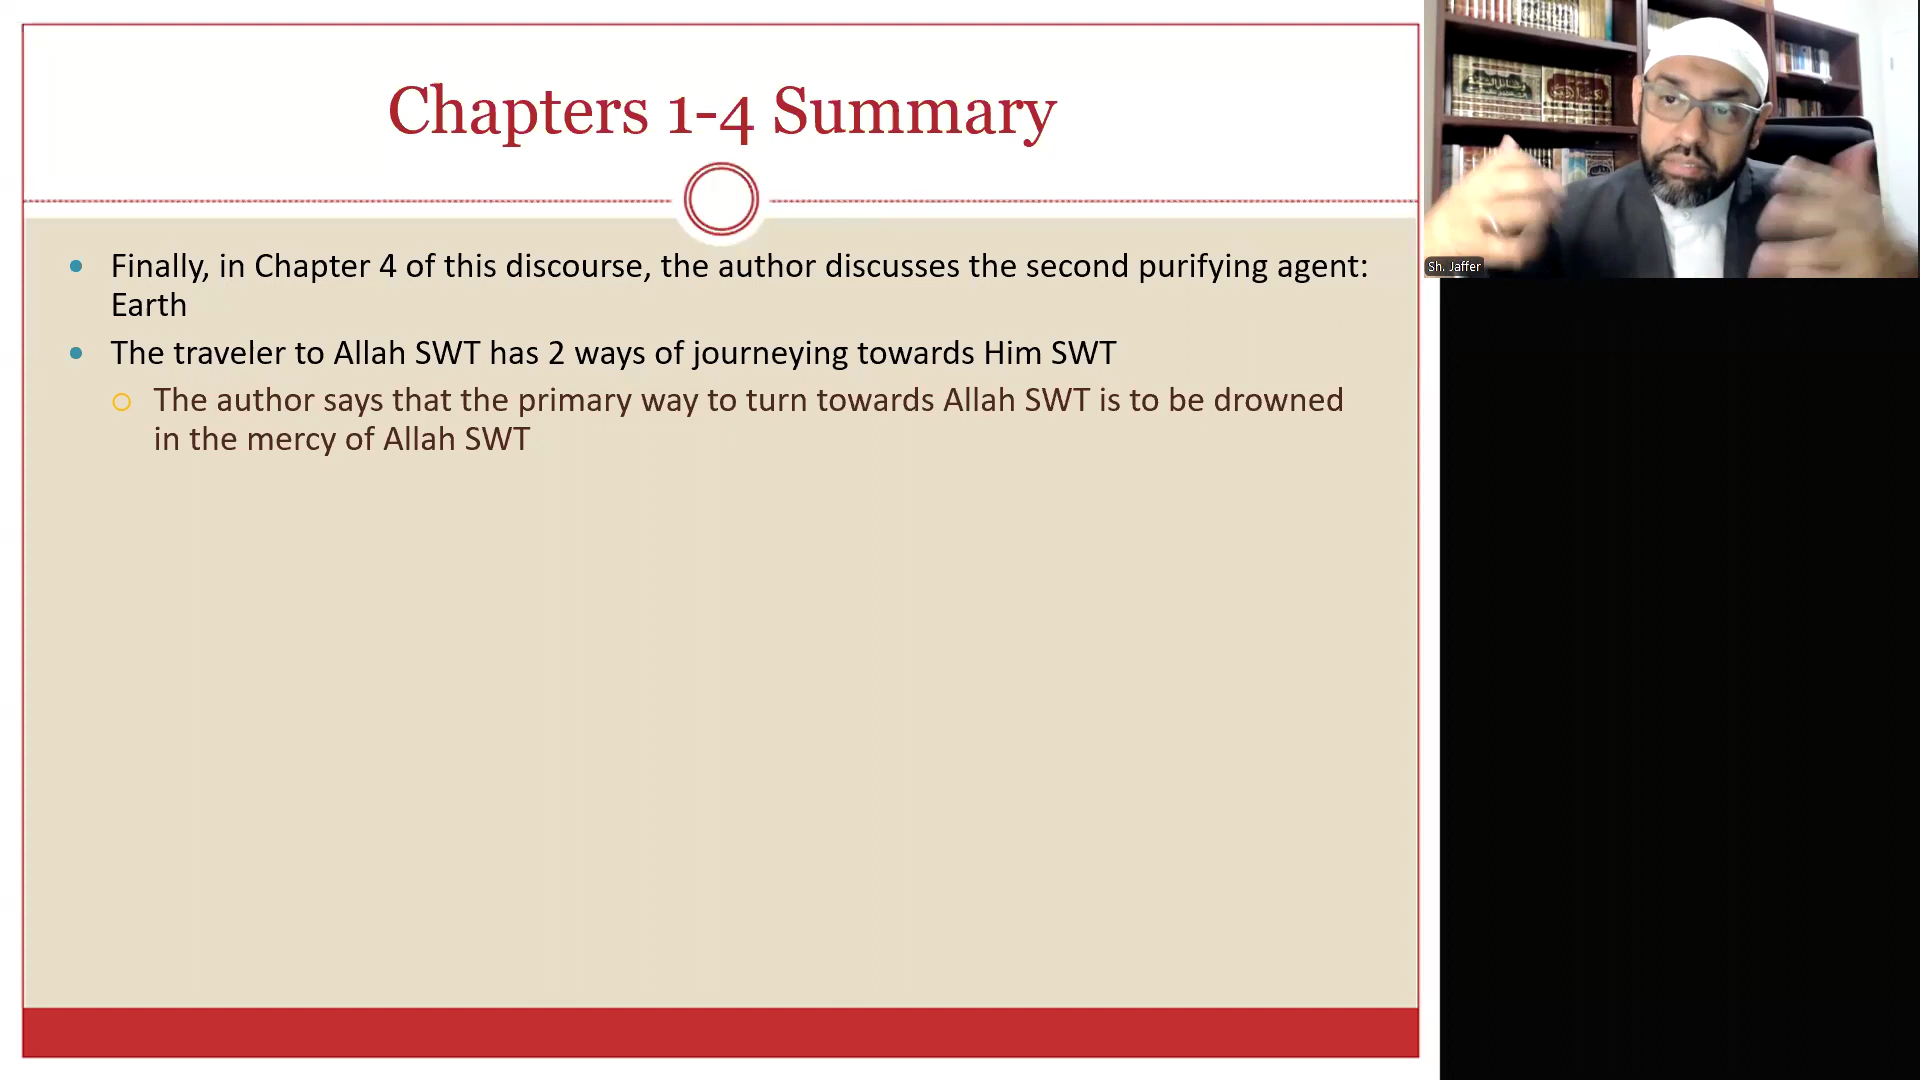 Chapters 1-4 Summary
Finally, in Chapter 4 of this discourse, the author discusses the second purifying agent:
Earth
The traveler to Allah SWT has 2 ways of journeying towards Him SWT
The author says that the primary way to turn towards Allah SWT is to be drowned
in the mercy of Allah SWT
Sh. Jaffer